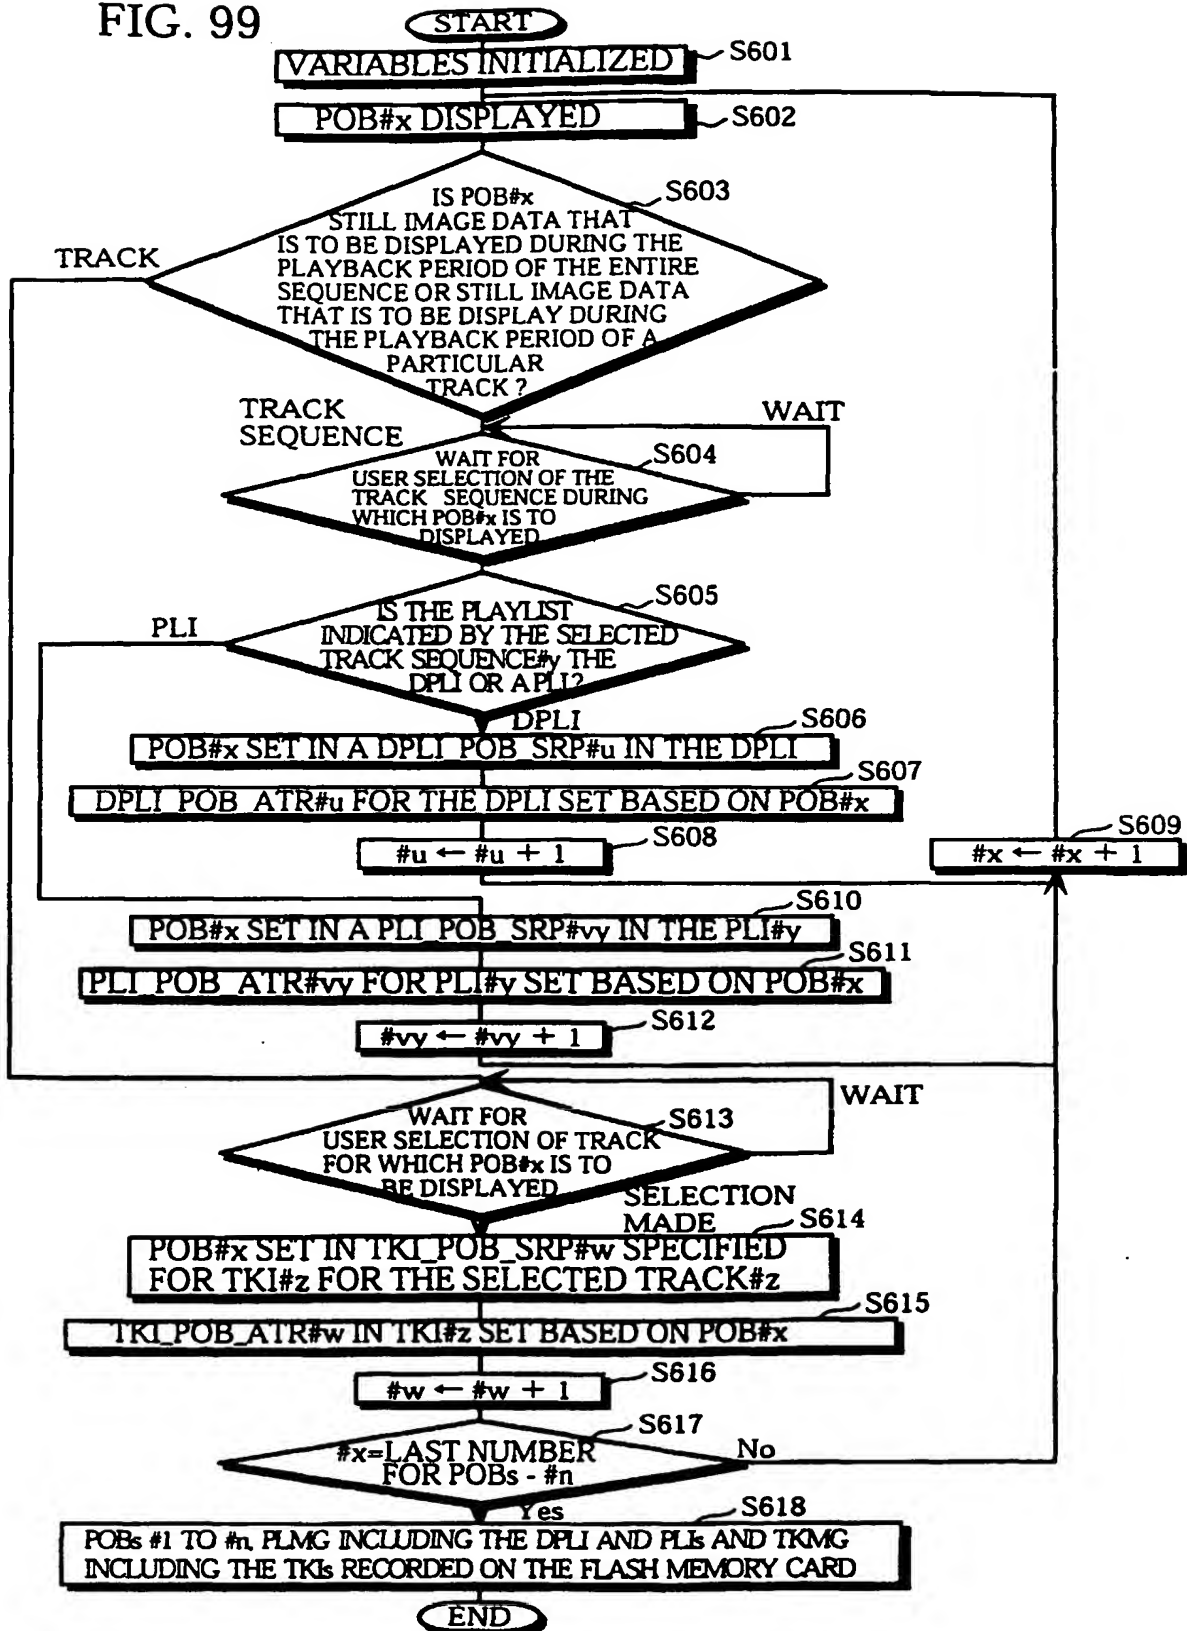 FIG. 99
START
VARIABLES INITIALIZED
S601
POB#x DISPLAYED
S602
IS POB#x
STILL IMAGE DATA THAT
IS TO BE DISPLAYED DURING THE
PLAYBACK PERIOD OF THE ENTIRE
SEQUENCE OR STILL IMAGE DATA
THAT IS TO BE DISPLAY DURING
THE PLAYBACK PERIOD OF A
PARTICULAR
TRACK ?
S603
TRACK
TRACK
SEQUENCE
WAIT
WAIT FOR
USER SELECTION OF THE
TRACK SEQUENCE DURING
WHICH POB#x IS TO
DISPLAYED
S604
IS THE PLAYLIST
INDICATED BY THE SELECTED
TRACK SEQUENCE#y THE
DPLI OR A PLI?
S605
PLI
DPLI
POB#x SET IN A DPLI_POB_SRP#u IN THE DPLI
S606
DPLI_POB_ATR#u FOR THE DPLI SET BASED ON POB#x
S607
#u ← #u + 1
S608
#x ← #x + 1
S609
POB#x SET IN A PLI_POB_SRP#vy IN THE PLI#y
S610
PLI_POB_ATR#vy FOR PLI#y SET BASED ON POB#x
S611
#vy ← #vy + 1
S612
WAIT
WAIT FOR
USER SELECTION OF TRACK
FOR WHICH POB#x IS TO
BE DISPLAYED
S613
SELECTION
MADE
POB#x SET IN TKI_POB_SRP#w SPECIFIED
FOR TKI#z FOR THE SELECTED TRACK#z
S614
TKI_POB_ATR#w IN TKI#z SET BASED ON POB#x
S615
#w ← #w + 1
S616
#x=LAST NUMBER
FOR POBs - #n
S617
No
Yes
S618
POBs #1 TO #n, PLMG INCLUDING THE DPLI AND PLIs AND TKMG
INCLUDING THE TKIs RECORDED ON THE FLASH MEMORY CARD
END